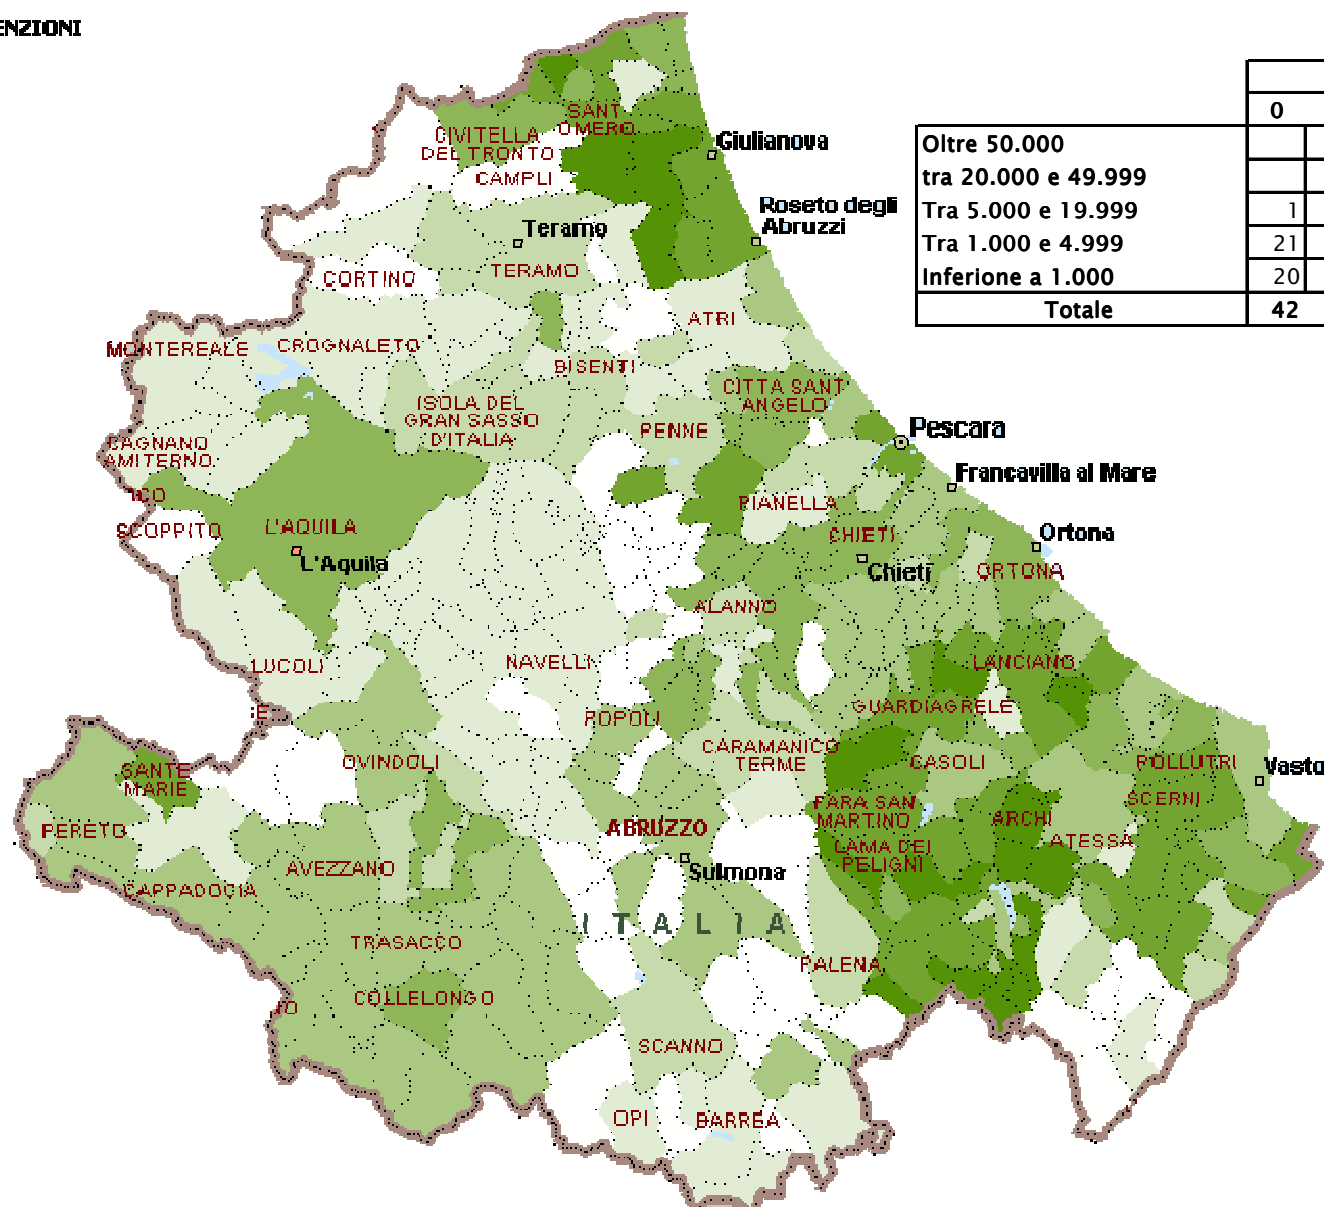 ENZIONI
0
Oltre 50.000
tra 20.000 e 49.999
Tra 5.000 e 19.999 1
Tra 1.000 e 4.999 21
Inferione a 1.000 20
Totale 42
SANT
OMERO
CIVITELLA
DEL TRONTO
CAMPLI
Giulianova
Roseto degli
Abruzzi
Teramo
TERAMO
CORTINO
ATRI
MONTEREALE
CROGNALETO
BISENTI
CITTA SANT
ANGELO
ISOLA DEL
GRAN SASSO
D'ITALIA
PENNE
Pescara
CAGNANO
AMITERNO
Francavilla al Mare
PIANELLA
SCOPPITO
L'AQUILA
L'Aquila
CHIETI
Chieti
Ortona
ORTONA
ALANNO
LUCOLI
NAVELLI
LANCIANO
GUARDIAGRELE
POPOLI
CARAMANICO
TERME
OVINDOLI
CASOLI
POLLUTRI
Vasto
SANTE
MARIE
SCERNI
FARA SAN
MARTINO
ARCHI
PERETO
ABRUZZO
ATESSA
LAMA DEI
PELIGNI
AVEZZANO
Sulmona
CAPPADOCIA
ITALIA
TRASACCO
PALENA
COLLELONGO
SCANNO
OPI
BARREA